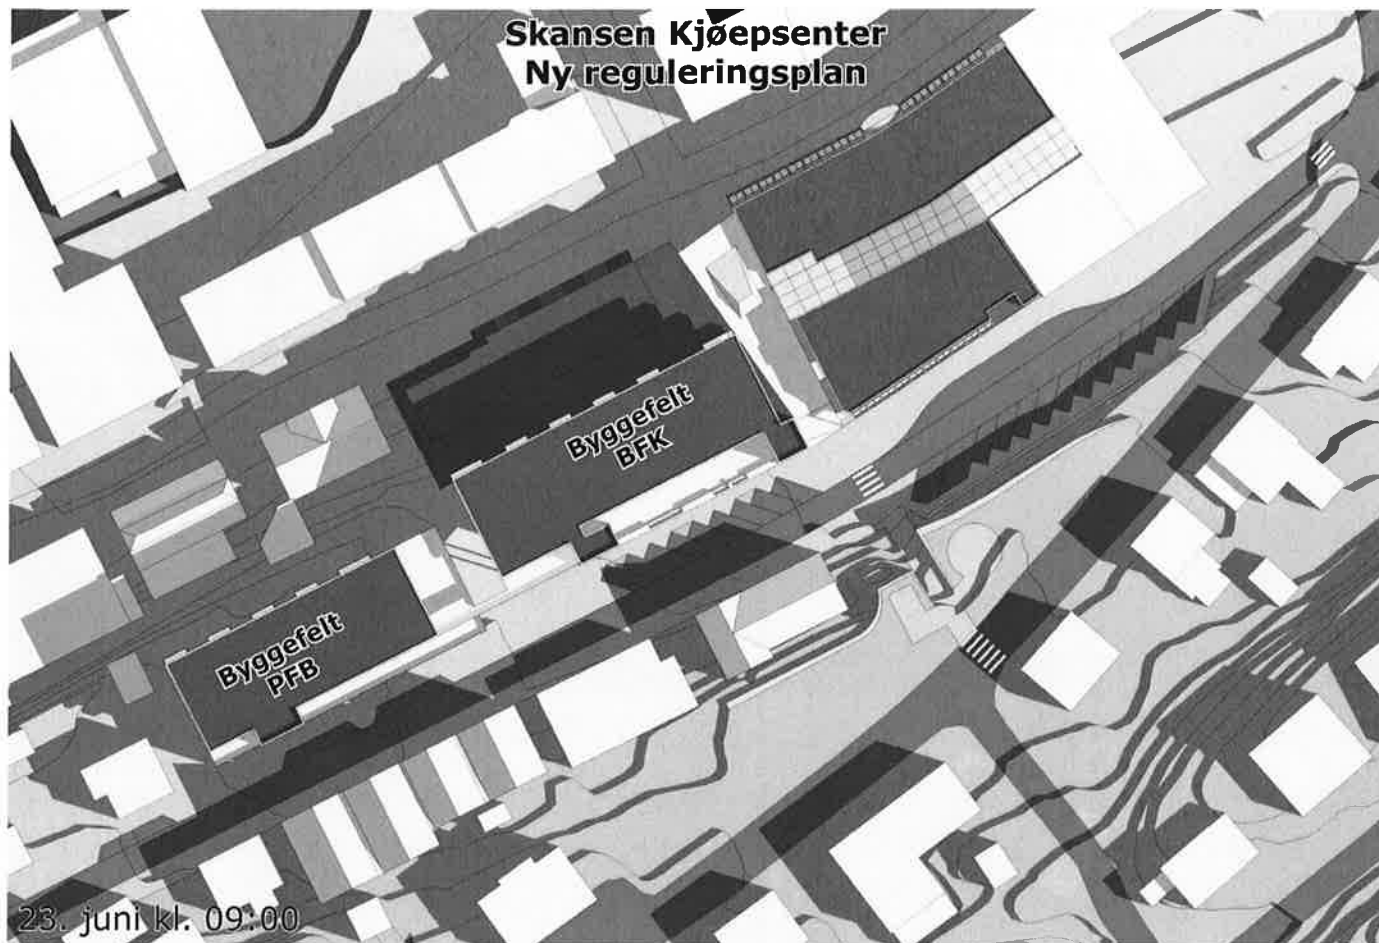 Skansen Kjøepsenter
Ny reguleringsplan
Byggefelt
BFK
Byggefelt
PFB
23. juni kl. 09:00